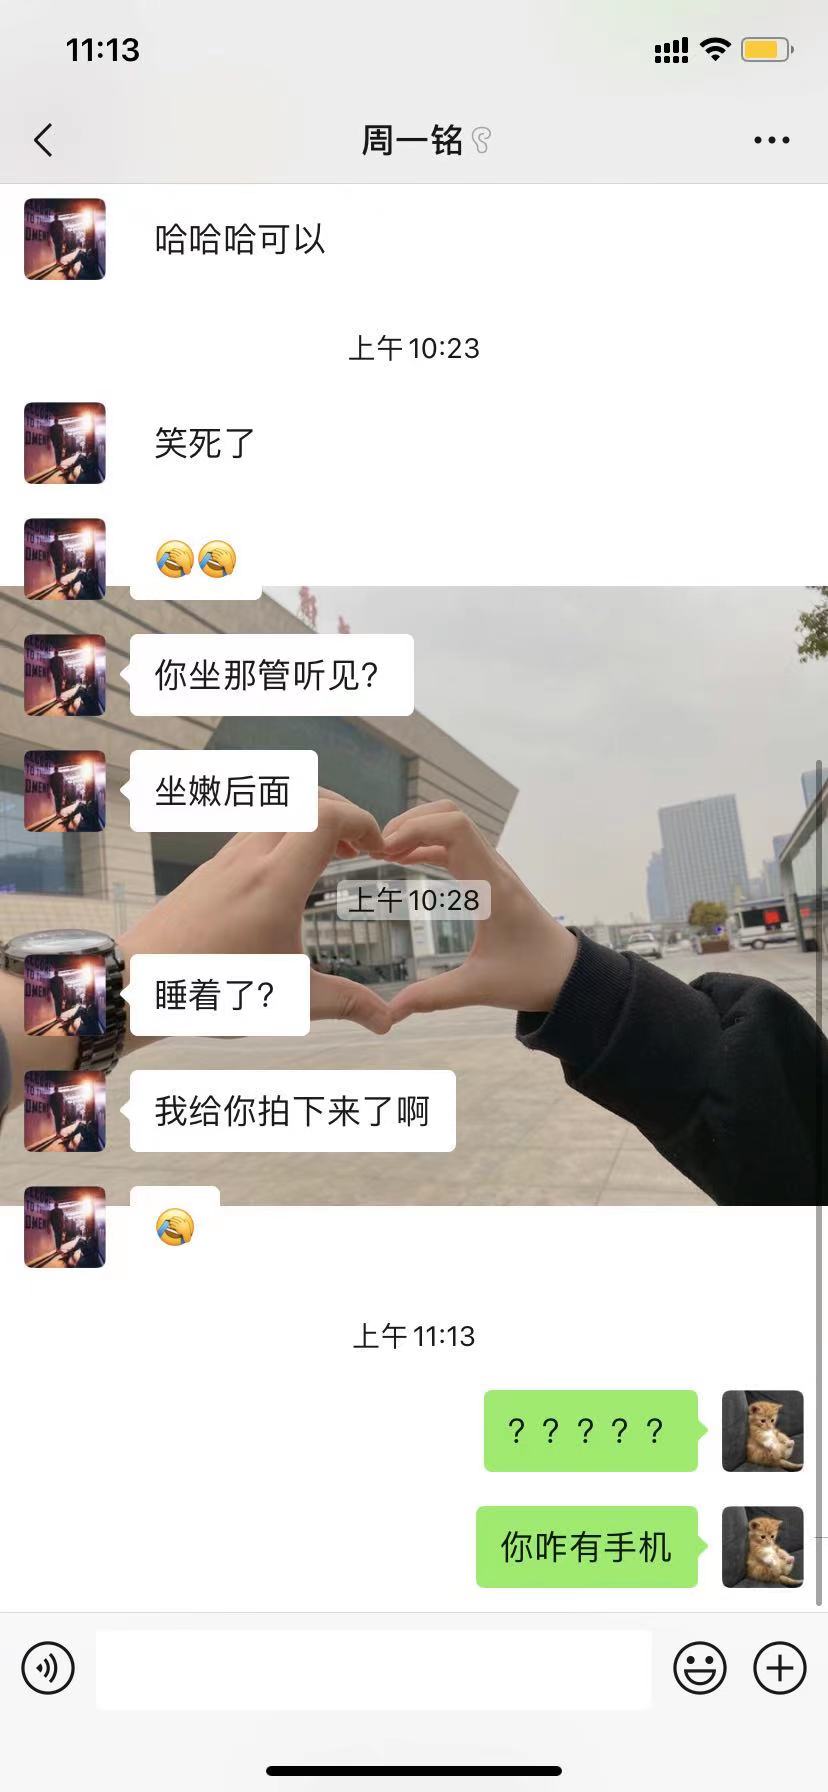 11:13
周一铭
哈哈哈可以
上午10:23
笑死了
你坐那管听见?
坐嫩后面
上午10:28
睡着了?
我给你拍下来了啊
上午11:13
？？？？？
你咋有手机